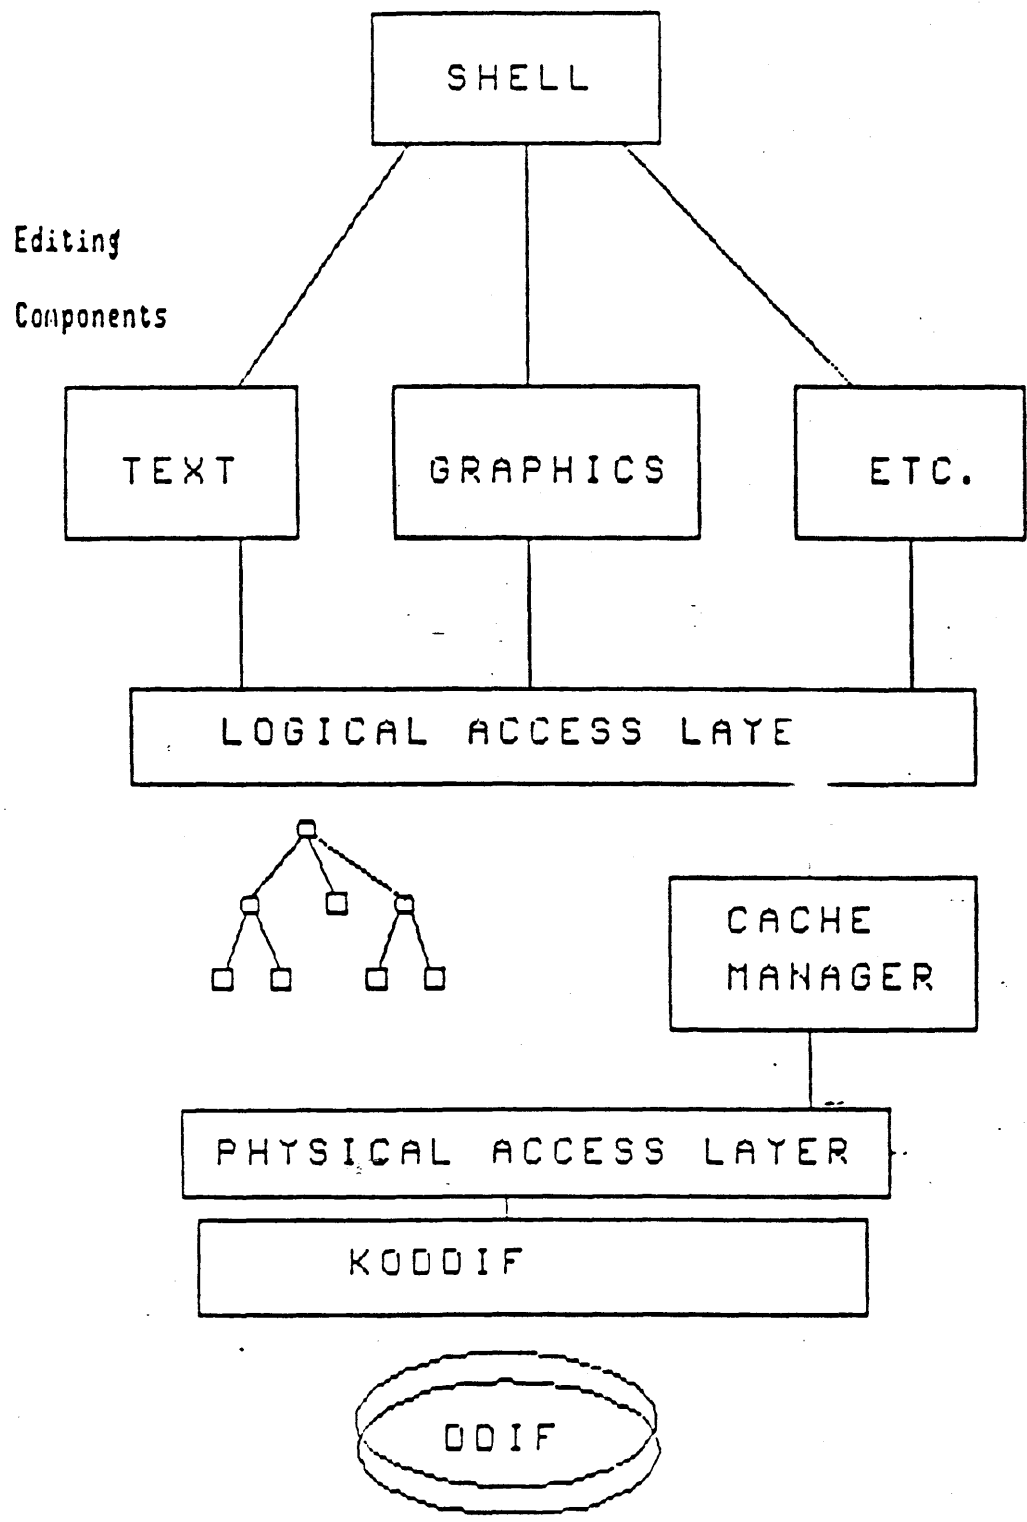 SHELL
Editing
Components
TEXT
GRAPHICS
ETC.
LOGICAL ACCESS LAYE
CACHE
MANAGER
PHYSICAL ACCESS LAYER
KODDIF
DDIF